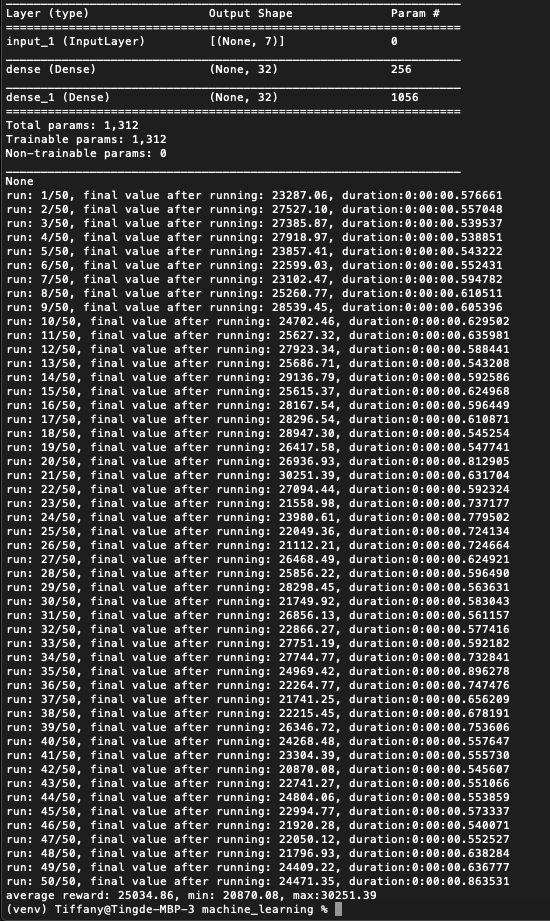 Layer (type) Output Shape Param #
=================================================================
input_1 (InputLayer) [(None, 7)] 0
_________________________________________________________________
dense (Dense) (None, 32) 256
_________________________________________________________________
dense_1 (Dense) (None, 32) 1056
=================================================================
Total params: 1,312
Trainable params: 1,312
Non-trainable params: 0
_________________________________________________________________
None
run: 1/50, final value after running: 23287.06, duration:0:00:00.576661
run: 2/50, final value after running: 27527.10, duration:0:00:00.557048
run: 3/50, final value after running: 27385.87, duration:0:00:00.539537
run: 4/50, final value after running: 27918.97, duration:0:00:00.538851
run: 5/50, final value after running: 23857.41, duration:0:00:00.543222
run: 6/50, final value after running: 22599.03, duration:0:00:00.552431
run: 7/50, final value after running: 23102.47, duration:0:00:00.594782
run: 8/50, final value after running: 25260.77, duration:0:00:00.610511
run: 9/50, final value after running: 28539.45, duration:0:00:00.605396
run: 10/50, final value after running: 24702.46, duration:0:00:00.629502
run: 11/50, final value after running: 25627.32, duration:0:00:00.635981
run: 12/50, final value after running: 27923.34, duration:0:00:00.588441
run: 13/50, final value after running: 25686.71, duration:0:00:00.543208
run: 14/50, final value after running: 29136.79, duration:0:00:00.592586
run: 15/50, final value after running: 25615.37, duration:0:00:00.624968
run: 16/50, final value after running: 28167.54, duration:0:00:00.596449
run: 17/50, final value after running: 28296.54, duration:0:00:00.610871
run: 18/50, final value after running: 28947.30, duration:0:00:00.545254
run: 19/50, final value after running: 26417.58, duration:0:00:00.547741
run: 20/50, final value after running: 26936.93, duration:0:00:00.812905
run: 21/50, final value after running: 30251.39, duration:0:00:00.631704
run: 22/50, final value after running: 27094.44, duration:0:00:00.592324
run: 23/50, final value after running: 21558.98, duration:0:00:00.737177
run: 24/50, final value after running: 23980.61, duration:0:00:00.779502
run: 25/50, final value after running: 22049.36, duration:0:00:00.724134
run: 26/50, final value after running: 21112.21, duration:0:00:00.724664
run: 27/50, final value after running: 26468.49, duration:0:00:00.624921
run: 28/50, final value after running: 25856.22, duration:0:00:00.596490
run: 29/50, final value after running: 28298.45, duration:0:00:00.563631
run: 30/50, final value after running: 21749.92, duration:0:00:00.583043
run: 31/50, final value after running: 26856.13, duration:0:00:00.561157
run: 32/50, final value after running: 22866.27, duration:0:00:00.577416
run: 33/50, final value after running: 27751.19, duration:0:00:00.592182
run: 34/50, final value after running: 27744.77, duration:0:00:00.732841
run: 35/50, final value after running: 24969.42, duration:0:00:00.896278
run: 36/50, final value after running: 22264.77, duration:0:00:00.747476
run: 37/50, final value after running: 21741.25, duration:0:00:00.656209
run: 38/50, final value after running: 22215.45, duration:0:00:00.678191
run: 39/50, final value after running: 26346.72, duration:0:00:00.753606
run: 40/50, final value after running: 24268.48, duration:0:00:00.557647
run: 41/50, final value after running: 23304.39, duration:0:00:00.555730
run: 42/50, final value after running: 20870.08, duration:0:00:00.545607
run: 43/50, final value after running: 22741.27, duration:0:00:00.551066
run: 44/50, final value after running: 24804.06, duration:0:00:00.553859
run: 45/50, final value after running: 22994.77, duration:0:00:00.573337
run: 46/50, final value after running: 21920.28, duration:0:00:00.540071
run: 47/50, final value after running: 22050.12, duration:0:00:00.552527
run: 48/50, final value after running: 21796.93, duration:0:00:00.638284
run: 49/50, final value after running: 24409.22, duration:0:00:00.636777
run: 50/50, final value after running: 24471.35, duration:0:00:00.863531
average reward: 25034.86, min: 20870.08, max:30251.39
(venv) Tiffany@Tingde-MBP-3 machine_learning %